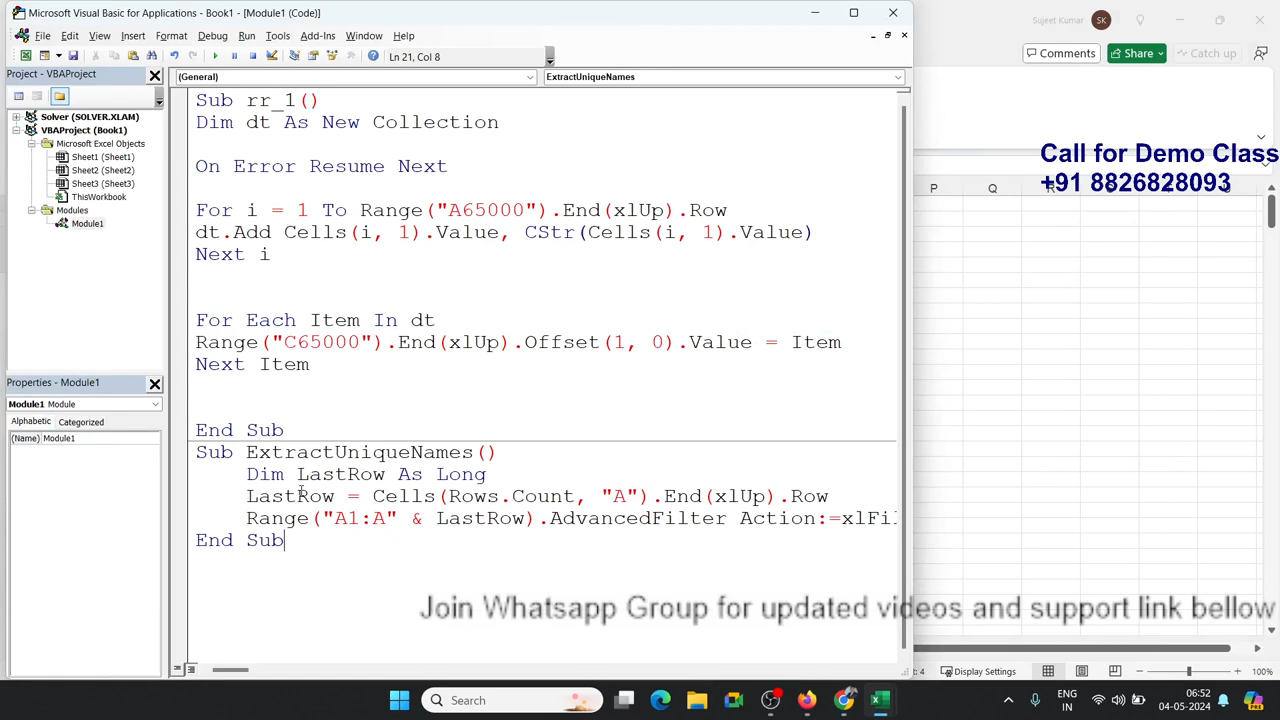 Microsoft Visual Basic for Applications - Book1 - [Module1 (Code)]
Sujeet Kumar
SK
File Edit View Insert Format Debug Run Tools Add-Ins Window Help
Comments
Share
Catch up
Ln 21, Col 8
Project - VBAProject
(General)
ExtractUniqueNames
Solver (SOLVER.XLAM)
VBAProject (Book1)
Microsoft Excel Objects
Sheet1 (Sheet1)
Sheet2 (Sheet2)
Sheet3 (Sheet3)
ThisWorkbook
Modules
Module1
Properties - Module1
Module1 Module
Alphabetic Categorized
(Name) Module1
Sub rr_1()
Dim dt As New Collection
On Error Resume Next
For i = 1 To Range("A65000").End(xlUp).Row
dt.Add Cells(i, 1).Value, CStr(Cells(i, 1).Value)
Next i
For Each Item In dt
Range("C65000").End(xlUp).Offset(1, 0).Value = Item
Next Item
End Sub
Sub ExtractUniqueNames()
Dim LastRow As Long
LastRow = Cells(Rows.Count, "A").End(xlUp).Row
Range("A1:A" & LastRow).AdvancedFilter Action:=xlFil
End Sub
Call for Demo Class
+91 8826828093
P Q
Join Whatsapp Group for updated videos and support link bellow
: 4
Display Settings
100%
Search
ENG
IN
06:52
04-05-2024